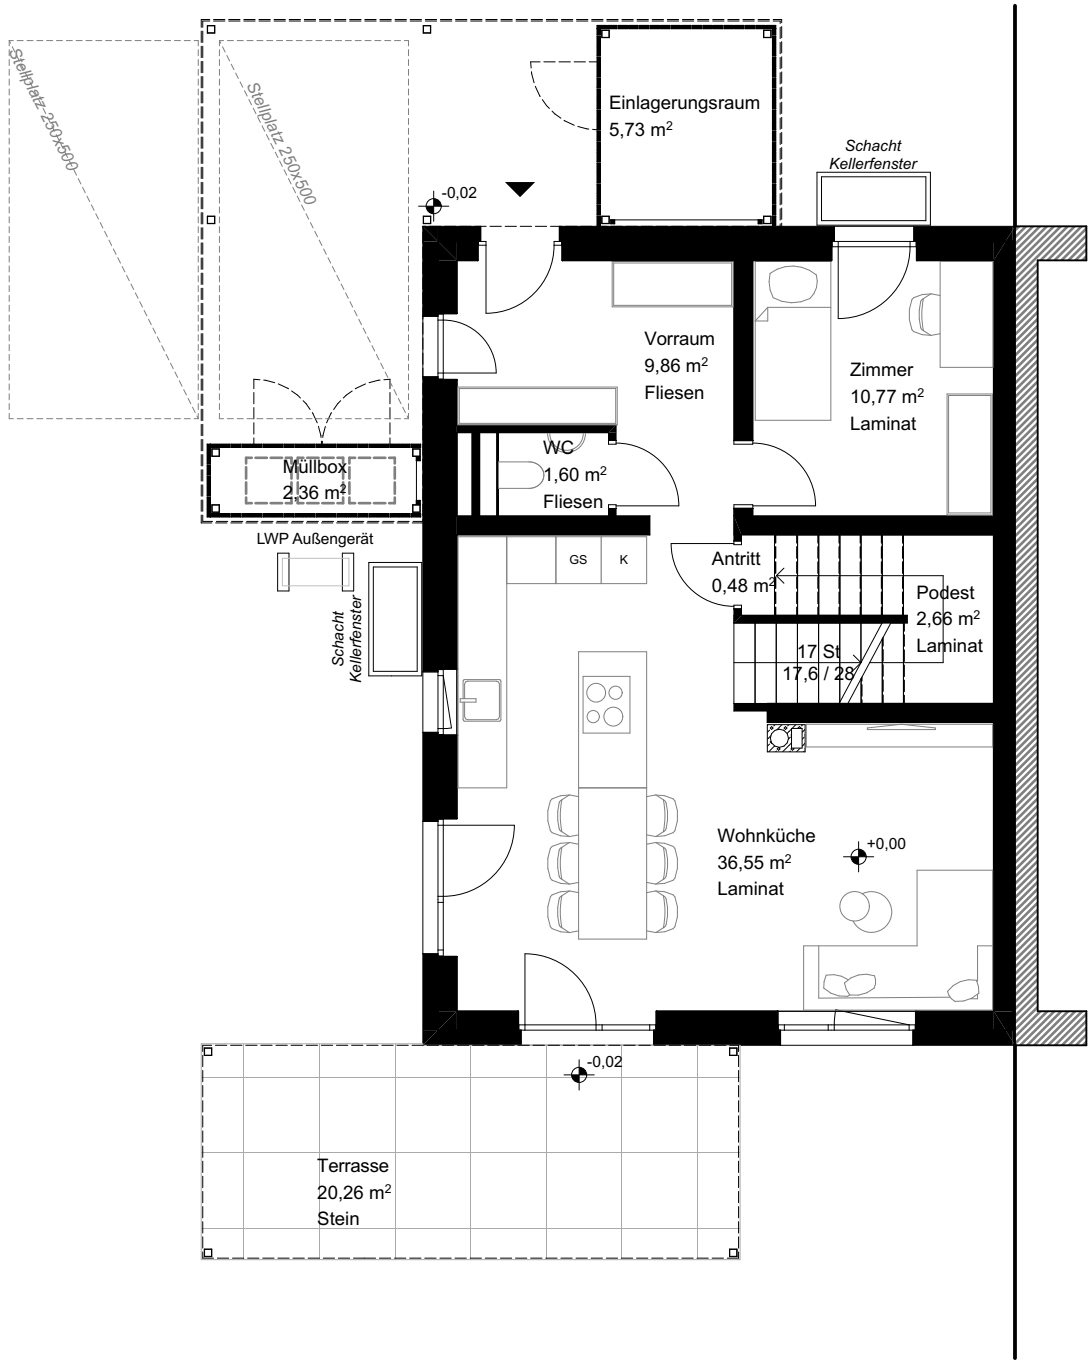 Stellplatz 250x500
Stellplatz 250x500
Einlagerungsraum
5,73 m²
Schacht
Kellerfenster
-0,02
Vorraum
9,86 m²
Fliesen
Zimmer
10,77 m²
Laminat
WC
1,60 m²
Fliesen
Müllbox
2,36 m²
LWP Außengerät
Schacht
Kellerfenster
GS
K
Antritt
0,48 m²
Podest
2,66 m²
Laminat
17 St
17,6 / 28
Wohnküche
36,55 m²
Laminat
+0,00
-0,02
Terrasse
20,26 m²
Stein